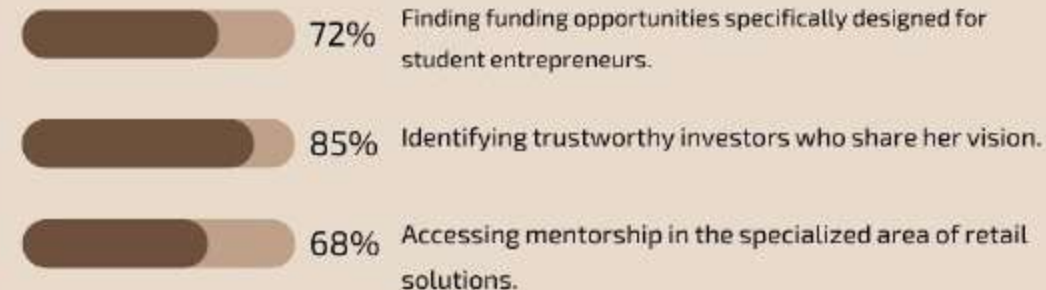 72%
Finding funding opportunities specifically designed for
student entrepreneurs.
85%
Identifying trustworthy investors who share her vision.
68%
Accessing mentorship in the specialized area of retail
solutions.